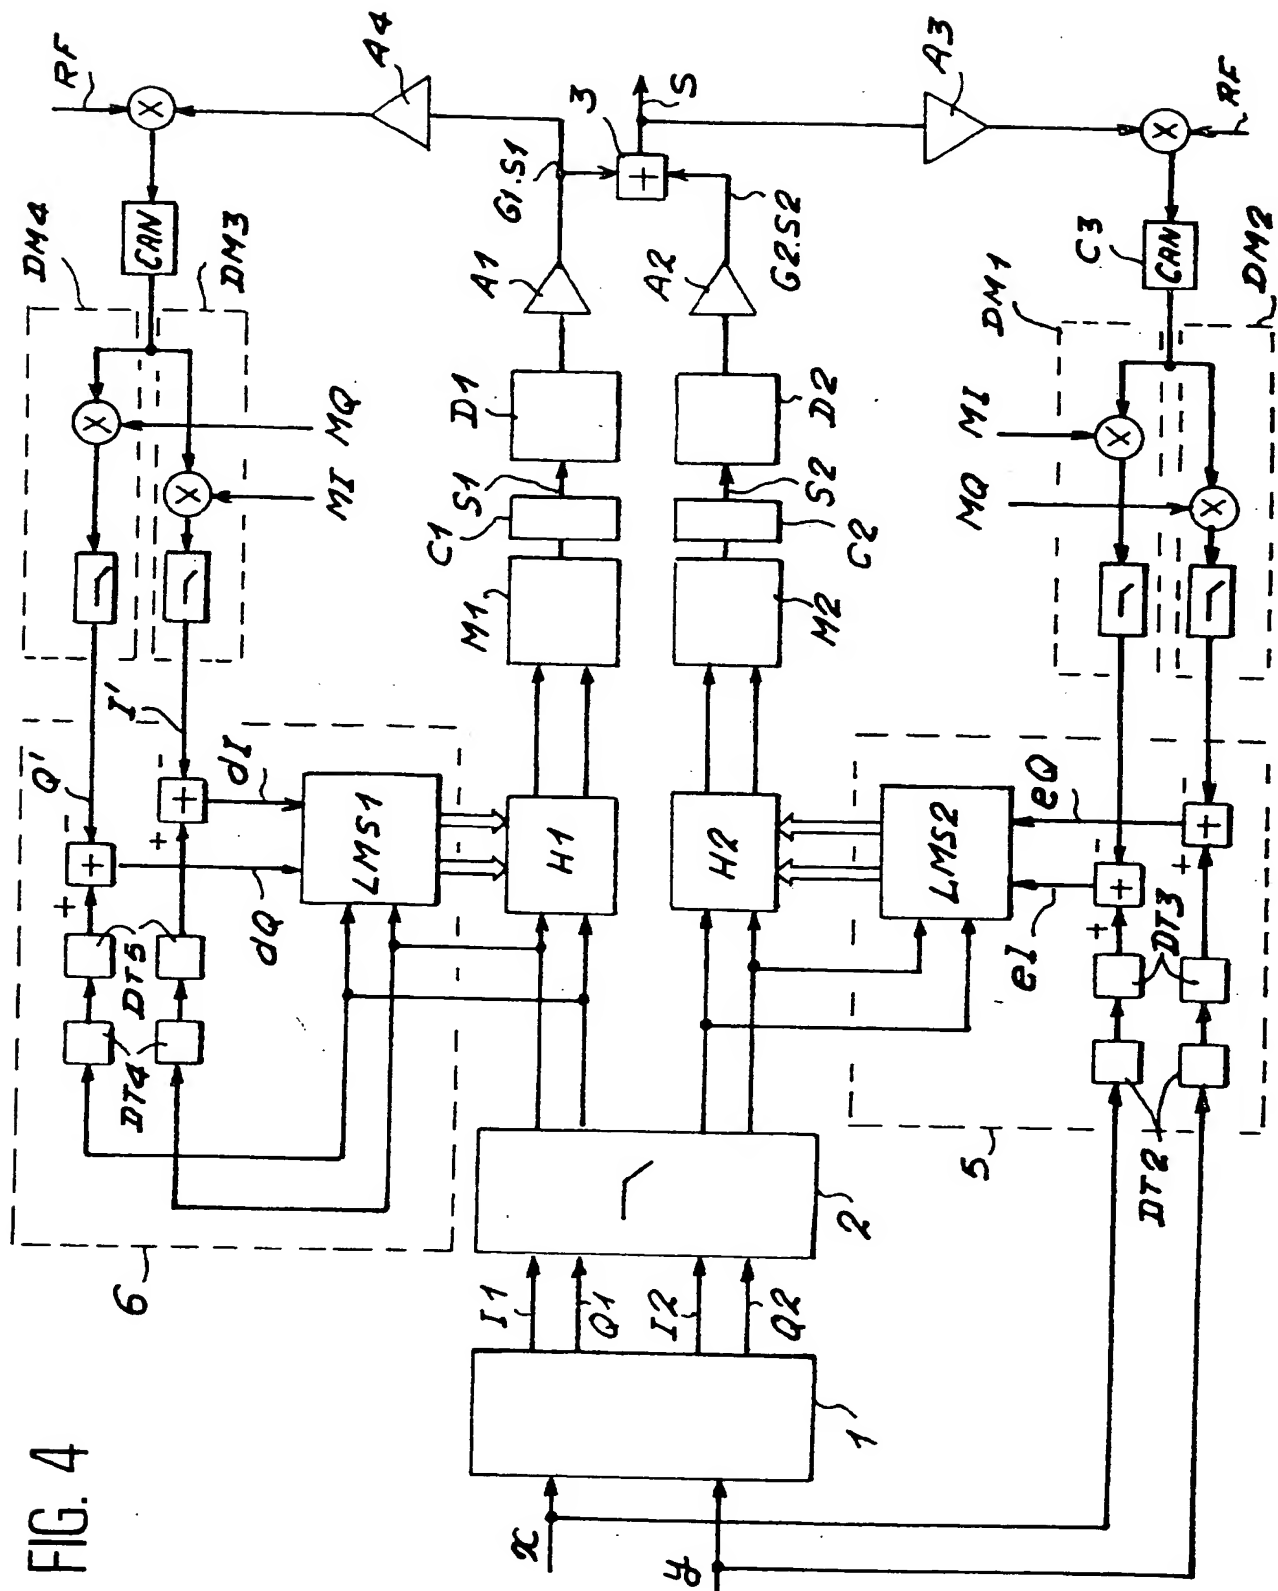 FIG. 4
x
y
1
I1
Q1
I2
Q2
2
6
DT4
DT5
dQ
Q'
I'
dI
LMS1
+
-
+
+
-
+
H1
H2
LMS2
eI
eQ
5
DT2
DT3
+
-
+
+
-
+
M1
C1
S1
D1
A1
G1.S1
M2
C2
S2
D2
A2
G2.S2
3
+
S
DM4
DM3
MQ
MI
X
X
CAN
X
RF
A4
A3
X
RF
C3
CAN
DM1
DM2
MI
MQ
X
X